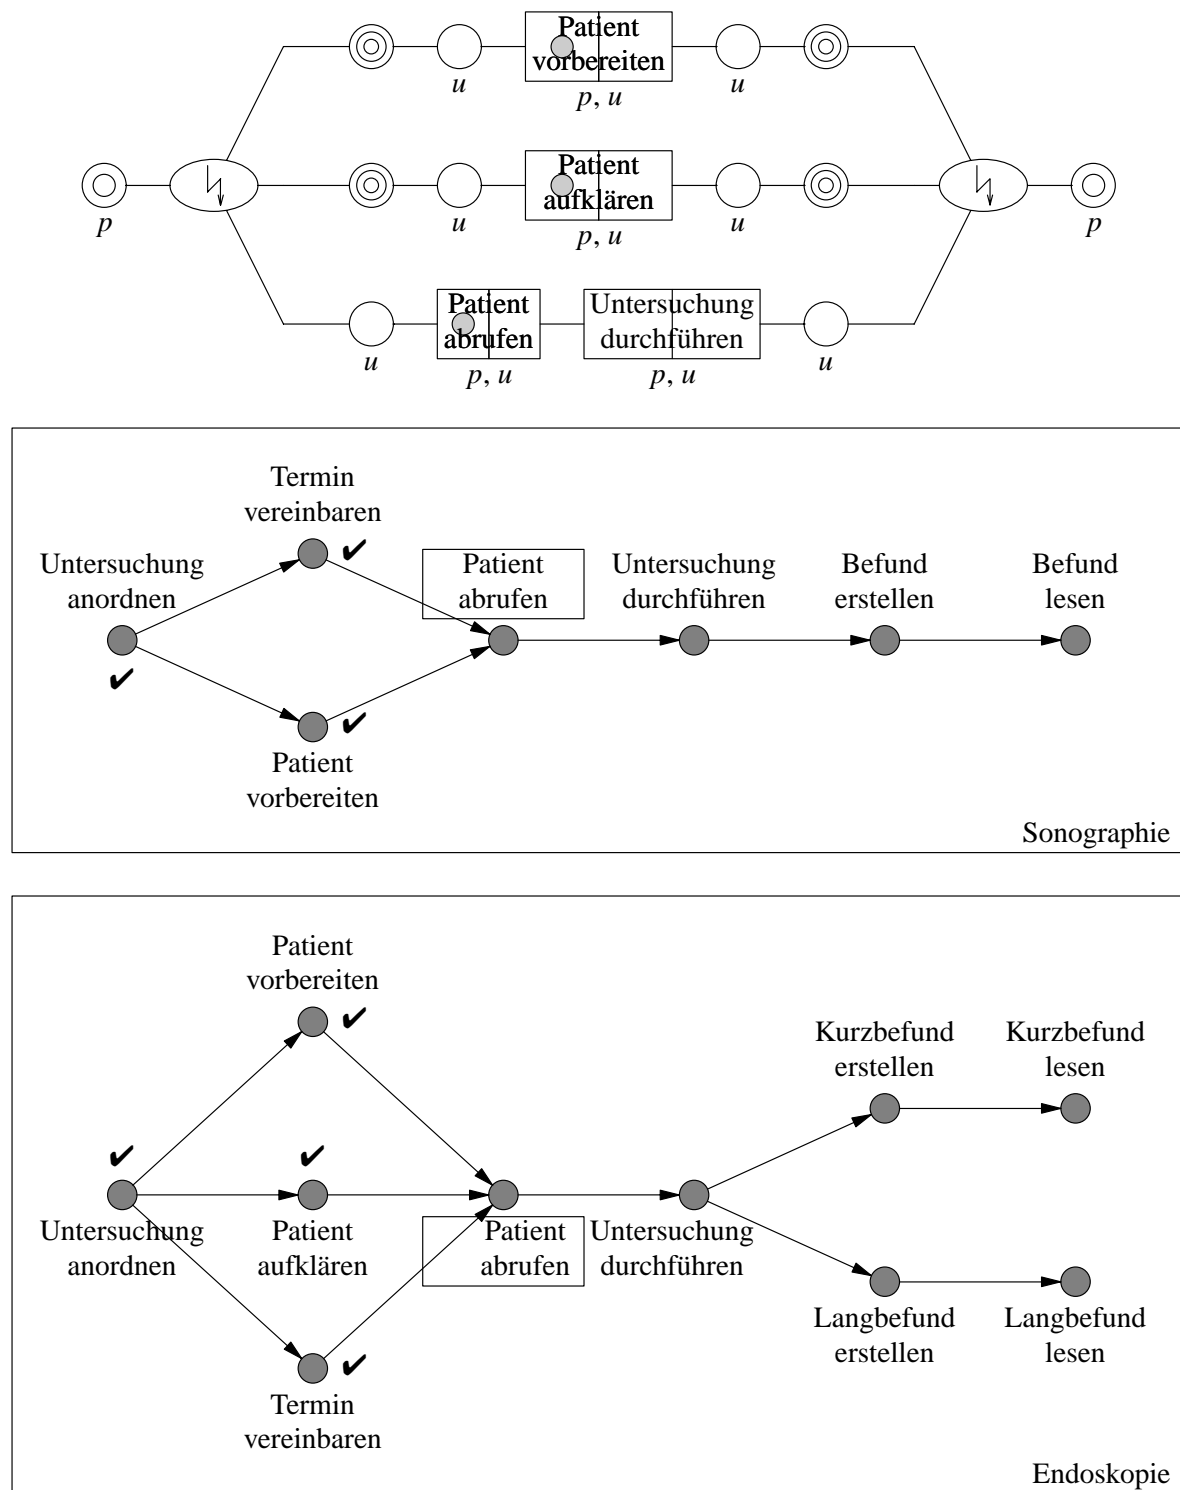 Patient
vorbereiten
u
p, u
u
Patient
aufklären
p
u
p, u
u
p
Patient
abrufen
Untersuchung
durchführen
u
p, u
p, u
u
Termin
vereinbaren
Untersuchung
anordnen
Patient
abrufen
Untersuchung
durchführen
Befund
erstellen
Befund
lesen
Patient
vorbereiten
Sonographie
Patient
vorbereiten
Kurzbefund
erstellen
Kurzbefund
lesen
Untersuchung
anordnen
Patient
aufklären
Patient
abrufen
Untersuchung
durchführen
Langbefund
erstellen
Langbefund
lesen
Termin
vereinbaren
Endoskopie